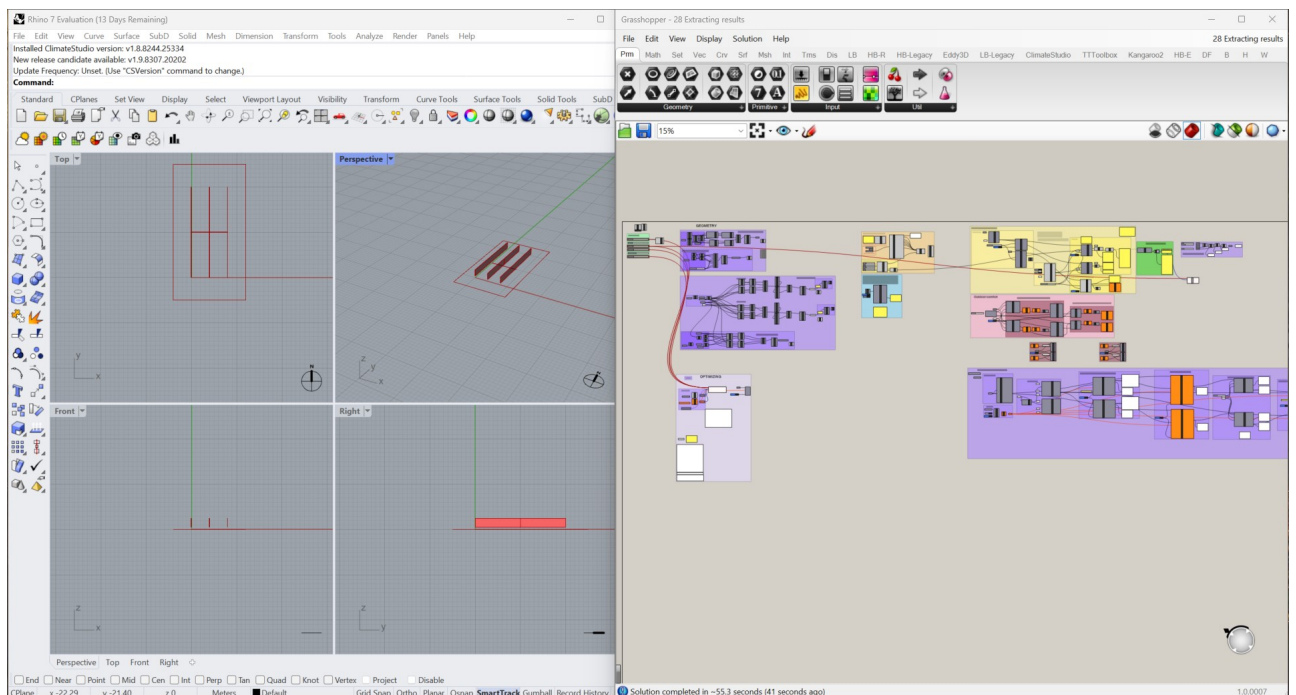 Rhino 7 Evaluation (13 Days Remaining)
File Edit View Curve Surface SubD Solid Mesh Dimension Transform Tools Analyze Render Panels Help
Installed ClimateStudio version: v1.8.8244.25334
New release candidate available: v1.9.8307.20202
Update Frequency: Unset. (Use "CSVersion" command to change.)
Command:
Standard CPlanes Set View Display Select Viewport Layout Visibility Transform Curve Tools Surface Tools Solid Tools SubD
Top
Perspective
y
x
N
z
y
x
Front
Right
z
x
z
y
Perspective Top Front Right
End Near Point Mid Cen Int Perp Tan Quad Knot Vertex Project Disable
CPlane x -22.29 y -21.40 z 0 Meters Default Grid Snap Ortho Planar Osnap SmartTrack Gumball Record History
Grasshopper - 28 Extracting results
File Edit View Display Solution Help
28 Extracting results
Prm Math Set Vec Crv Srf Msh Int Trns Dis LB HB-R HB-Legacy Eddy3D LB-Legacy ClimateStudio TTToolbox Kangaroo2 HB-E DF B H W
Geometry Primitive Input Util
15%
GEOMETRY
OPTIMIZING
Solution completed in ~55.3 seconds (41 seconds ago)
1.0.0007